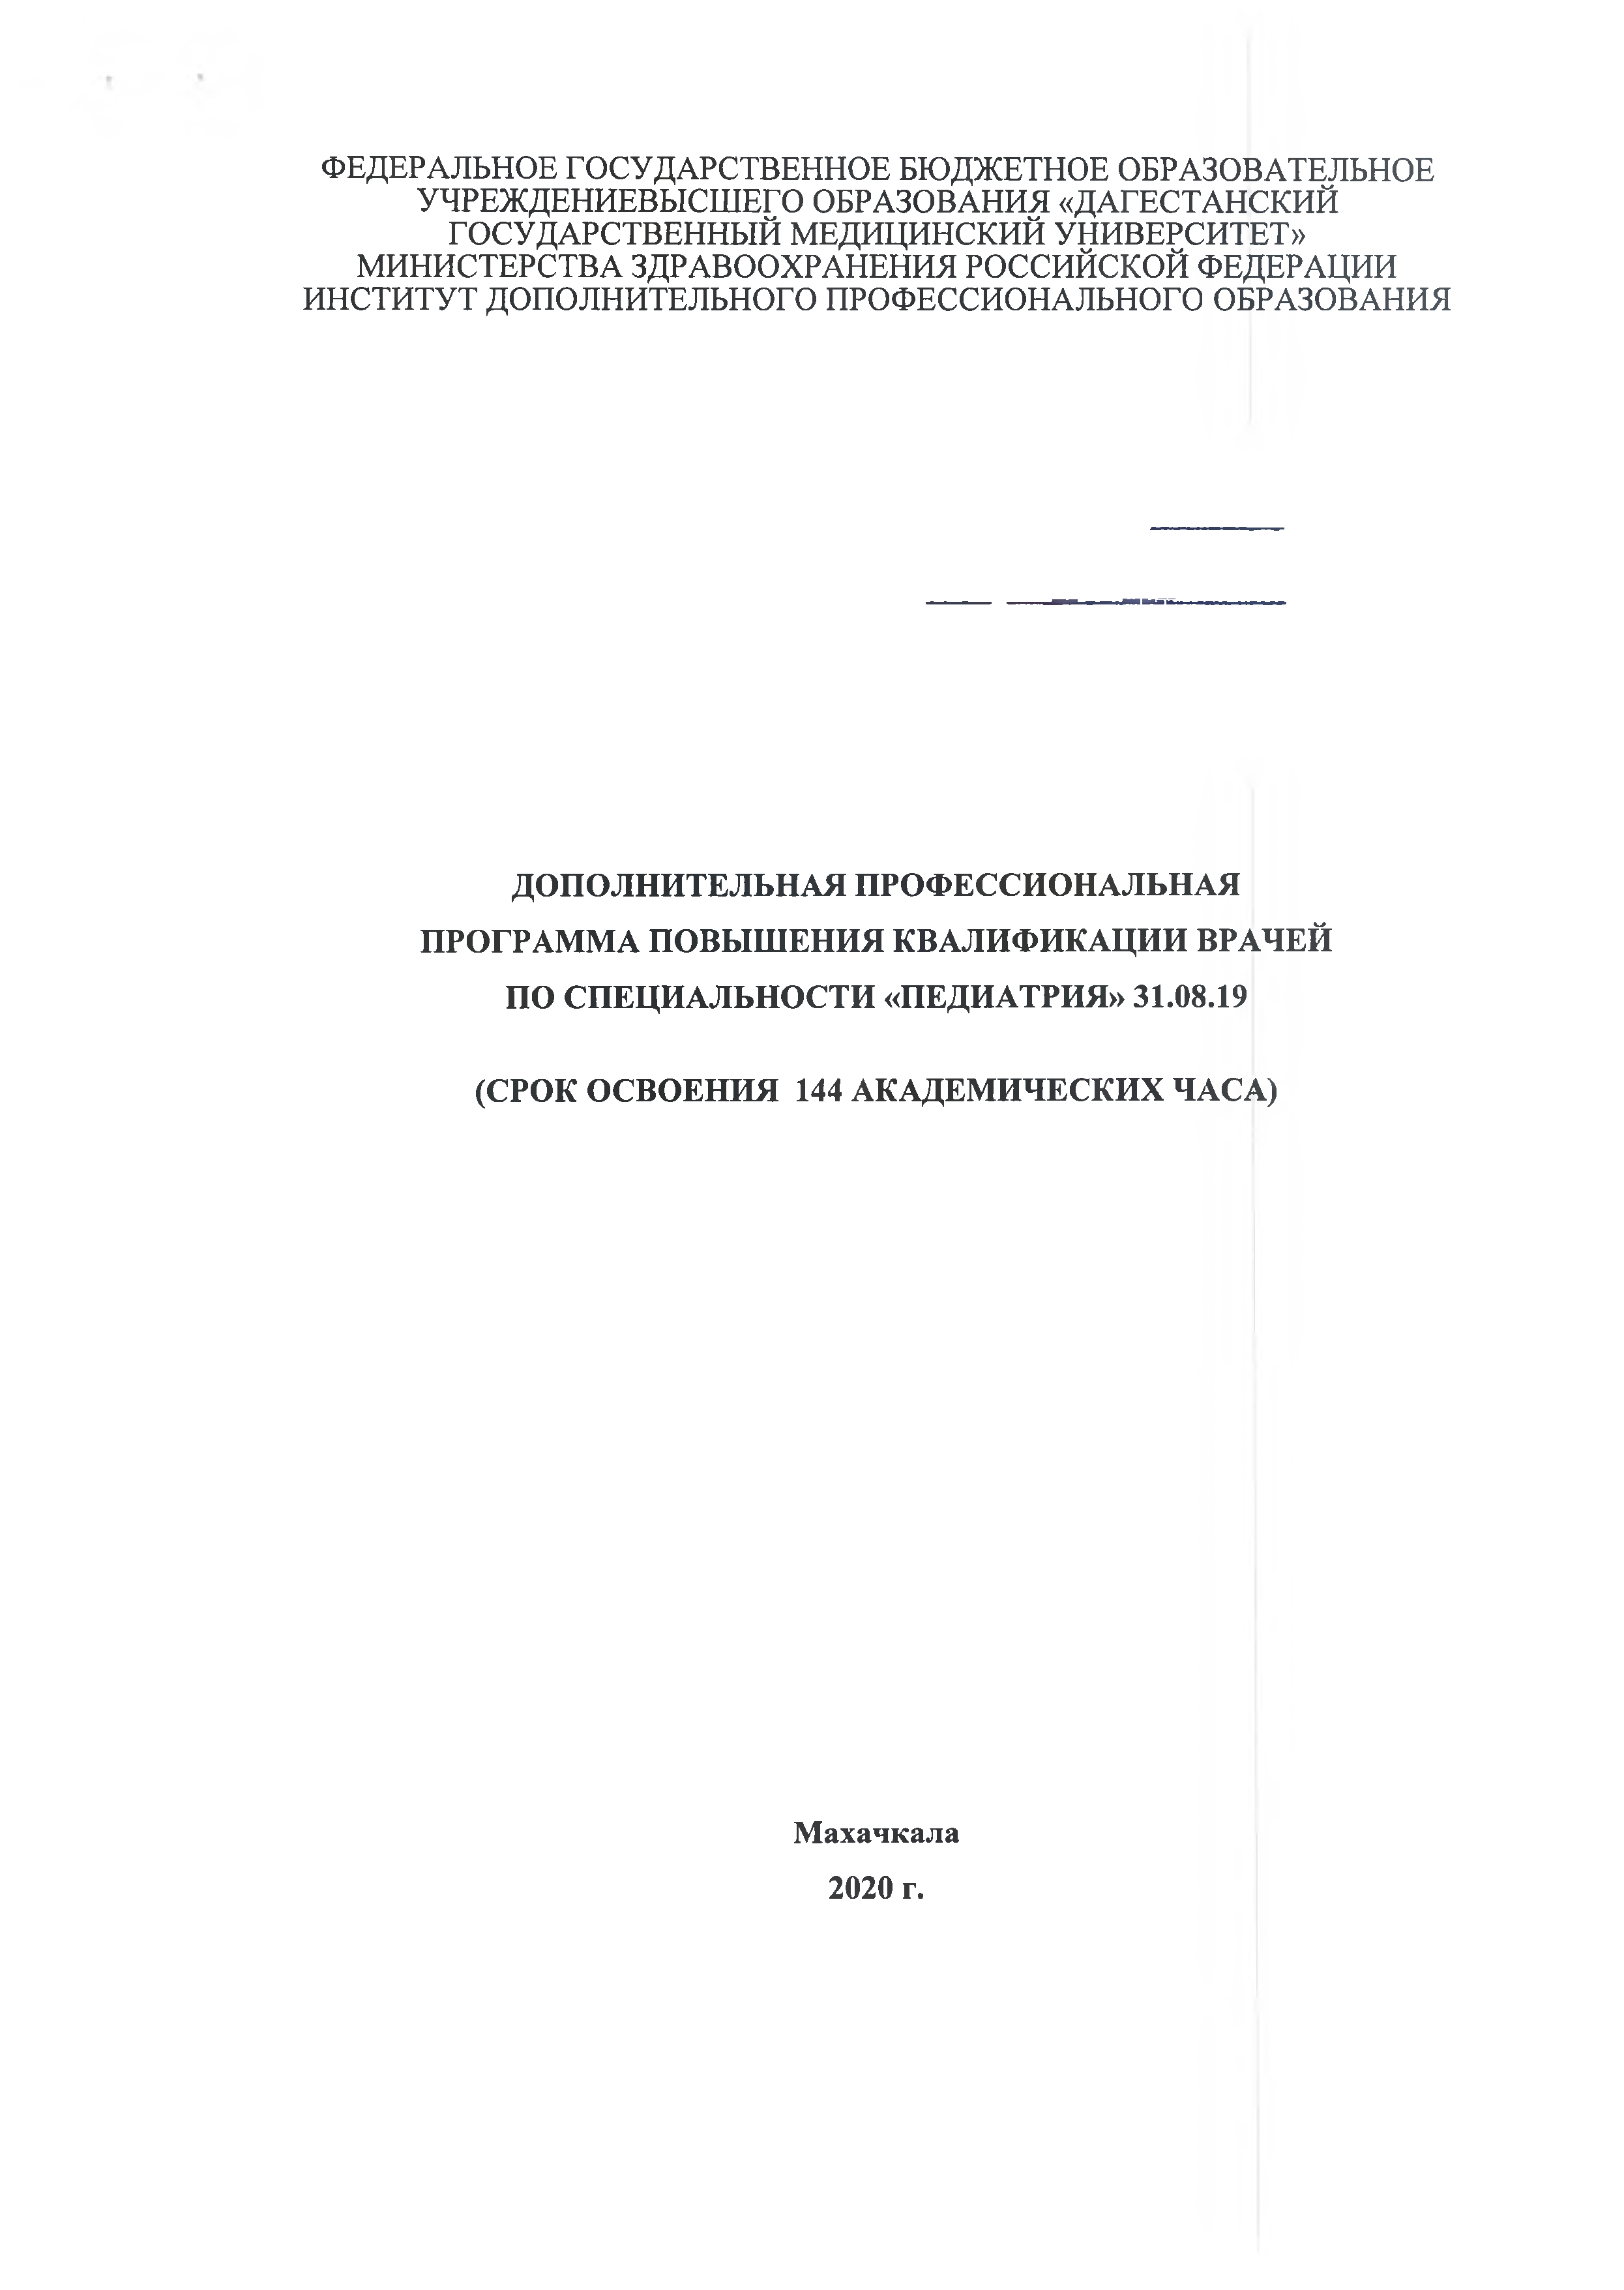 ФЕДЕРАЛЬНОЕ ГОСУДАРСТВЕННОЕ БЮДЖЕТНОЕ ОБРАЗОВАТЕЛЬНОЕ
УЧРЕЖДЕНИЕВЫСШЕГО ОБРАЗОВАНИЯ «ДАГЕСТАНСКИЙ
ГОСУДАРСТВЕННЫЙ МЕДИЦИНСКИЙ УНИВЕРСИТЕТ»
МИНИСТЕРСТВА ЗДРАВООХРАНЕНИЯ РОССИЙСКОЙ ФЕДЕРАЦИИ
ИНСТИТУТ ДОПОЛНИТЕЛЬНОГО ПРОФЕССИОНАЛЬНОГО ОБРАЗОВАНИЯ
ДОПОЛНИТЕЛЬНАЯ ПРОФЕССИОНАЛЬНАЯ
ПРОГРАММА ПОВЫШЕНИЯ КВАЛИФИКАЦИИ ВРАЧЕЙ
ПО СПЕЦИАЛЬНОСТИ «ПЕДИАТРИЯ» 31.08.19
(СРОК ОСВОЕНИЯ 144 АКАДЕМИЧЕСКИХ ЧАСА)
Махачкала
2020 г.